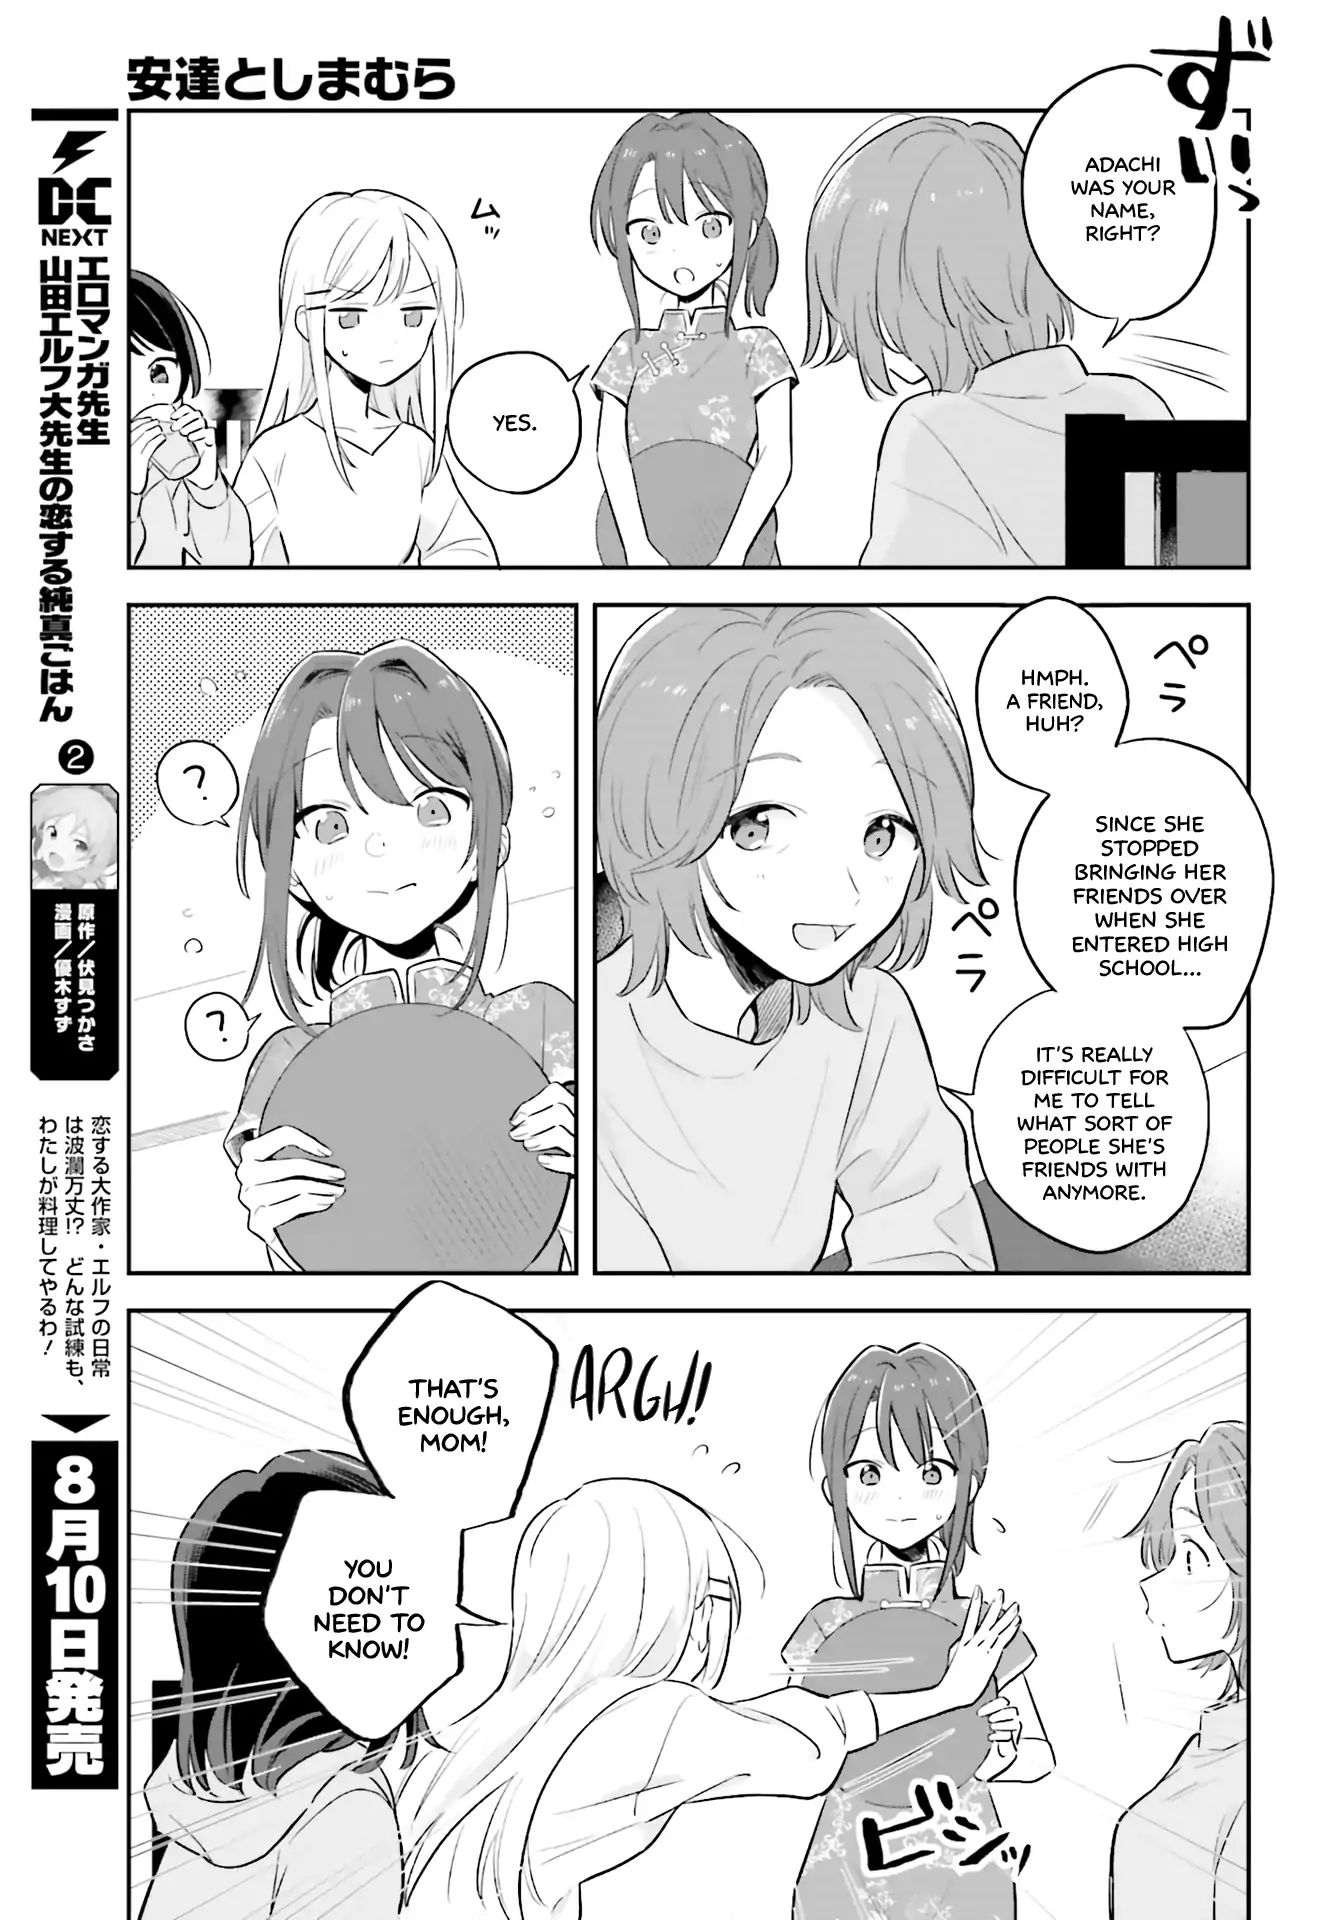 安達としまむら
ADACHI
WAS YOUR
NAME,
RIGHT?
ずいっ
ムッ
YES.
HMPH.
A FRIEND,
HUH?
SINCE SHE
STOPPED
BRINGING HER
FRIENDS OVER
WHEN SHE
ENTERED HIGH
SCHOOL...
IT'S REALLY
DIFFICULT FOR
ME TO TELL
WHAT SORT OF
PEOPLE SHE'S
FRIENDS WITH
ANYMORE.
ペラ
ペラ
?
?
THAT'S
ENOUGH,
MOM!
ARGH!
YOU
DON'T
NEED TO
KNOW!
ビシッ
DC
NEXT
エロマンガ先生
山田エルフ大先生の恋する純真ごはん
2
原作/伏見つかさ
漫画/優木すず
恋する大作家・エルフの日常
は波瀾万丈!? どんな試練も、
わたしが料理してやるわ!
8月10日発売